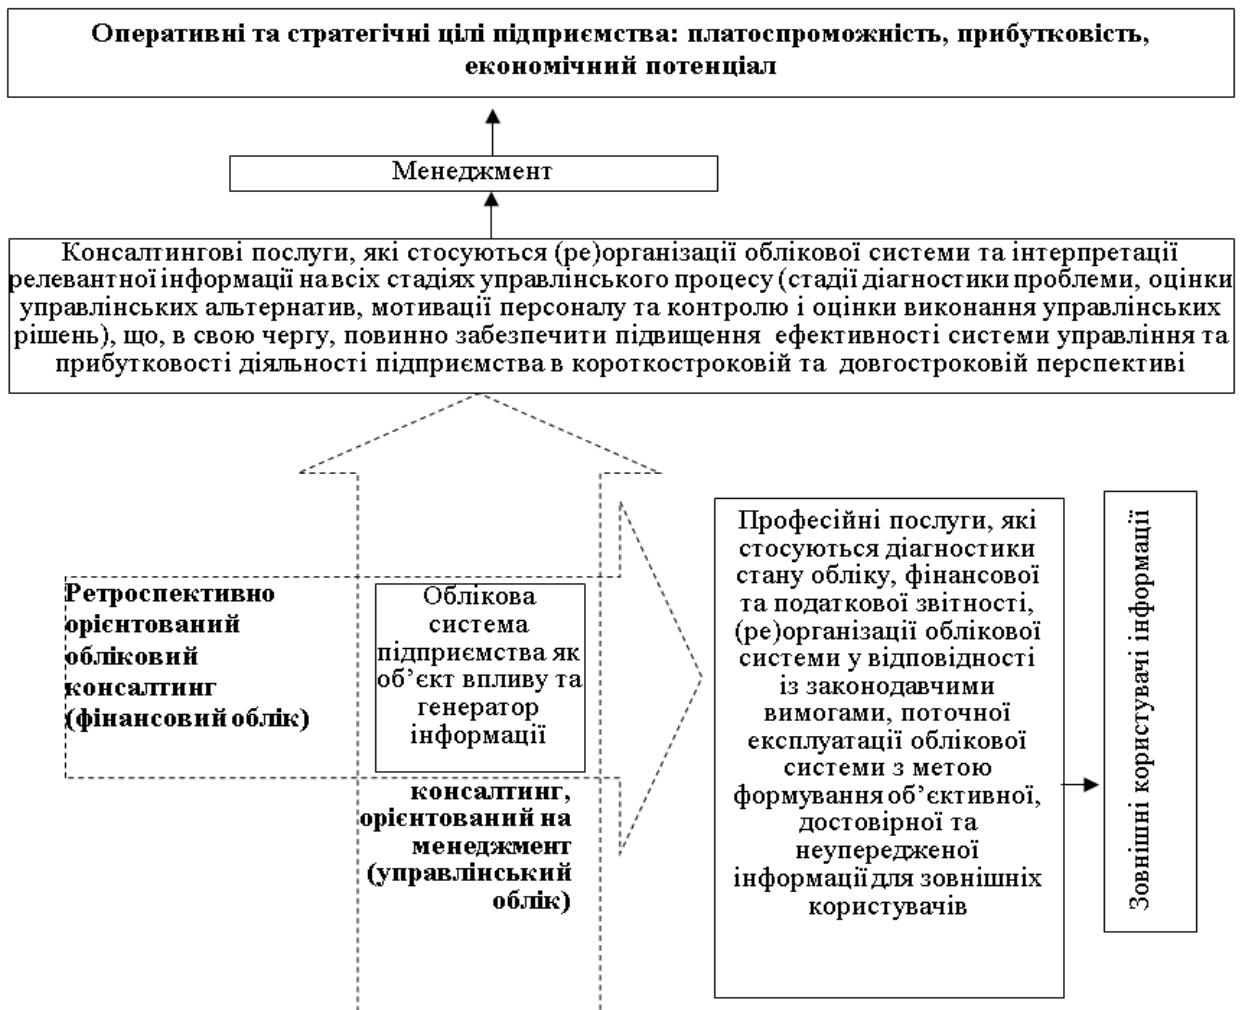 Оперативні та стратегічні цілі підприємства: платоспроможність, прибутковість,
економічний потенціал
Менеджмент
Консалтингові послуги, які стосуються (ре)організації облікової системи та інтерпретації
релевантної інформації на всіх стадіях управлінського процесу (стадії діагностики проблеми, оцінки
управлінських альтернатив, мотивації персоналу та контролю і оцінки виконання управлінських
рішень), що, в свою чергу, повинно забезпечити підвищення ефективності системи управління та
прибутковості діяльності підприємства в короткостроковій та довгостроковій перспективі
Ретроспективно
орієнтований
обліковий
консалтинг
(фінансовий облік)
Облікова
система
підприємства як
об’єкт впливу та
генератор
інформації
консалтинг,
орієнтований на
менеджмент
(управлінський
облік)
Професійні послуги, які
стосуються діагностики
стану обліку, фінансової
та податкової звітності,
(ре)організації облікової
системи у відповідності
із законодавчими
вимогами, поточної
експлуатації облікової
системи з метою
формування об’єктивної,
достовірної та
неупередженої
інформації для зовнішніх
користувачів
Зовнішні користувачі інформації